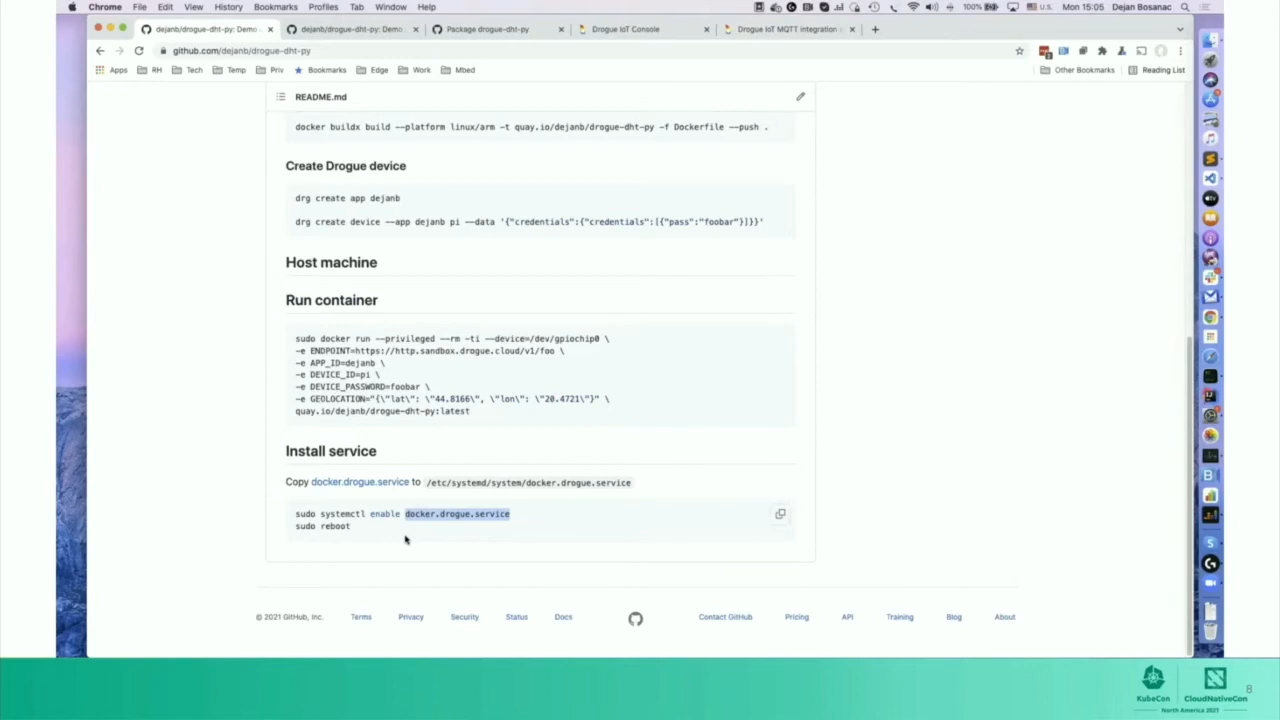 Chrome File Edit View History Bookmarks Profiles Tab Window Help
100% U.S. Mon 15:05 Dejan Bosanac
dejanb/drogue-dht-py: Demo
dejanb/drogue-dht-py: Demo
Package drogue-dht-py
Drogue IoT Console
Drogue IoT MQTT integration
github.com/dejanb/drogue-dht-py
Apps RH Tech Temp Priv Bookmarks Edge Work Mbed Other Bookmarks Reading List
README.md
docker buildx build --platform linux/arm -t quay.io/dejanb/drogue-dht-py -f Dockerfile --push .
Create Drogue device
drg create app dejanb
drg create device --app dejanb pi --data '{"credentials":{"credentials":[{"pass":"foobar"}]}}'
Host machine
Run container
sudo docker run --privileged --rm -ti --device=/dev/gpiochip0 \
-e ENDPOINT=https://http.sandbox.drogue.cloud/v1/foo \
-e APP_ID=dejanb \
-e DEVICE_ID=pi \
-e DEVICE_PASSWORD=foobar \
-e GEOLOCATION="{\"lat\": \"44.8166\", \"lon\": \"20.4721\"}" \
quay.io/dejanb/drogue-dht-py:latest
Install service
Copy docker.drogue.service to /etc/systemd/system/docker.drogue.service
sudo systemctl enable docker.drogue.service
sudo reboot
© 2021 GitHub, Inc. Terms Privacy Security Status Docs Contact GitHub Pricing API Training Blog About
KubeCon CloudNativeCon
North America 2021
8